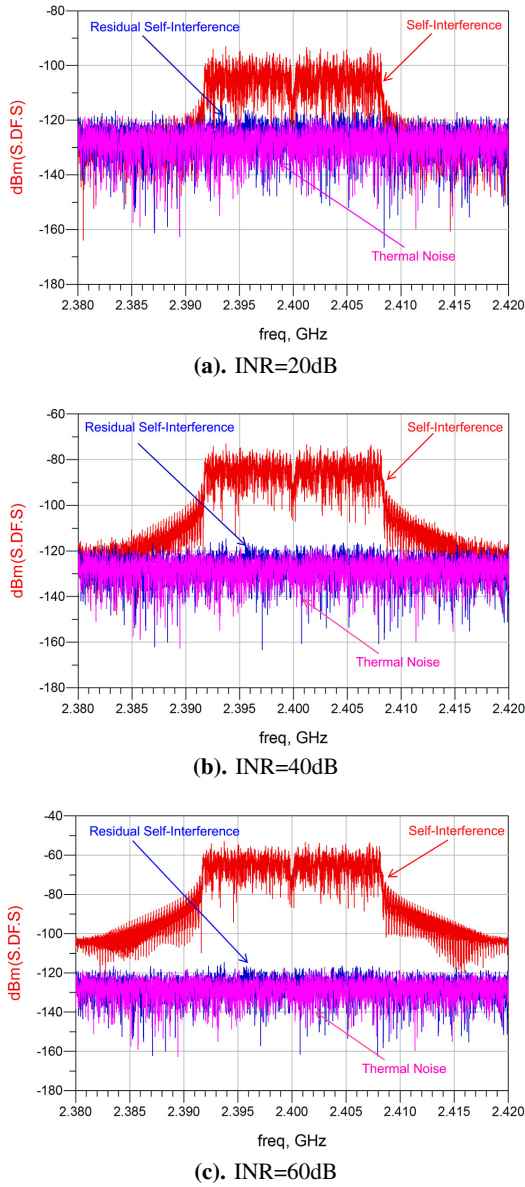 -80
Residual Self-Interference
Self-Interference
-100
-120
-140
-160
-180
dBm(S.DF.S)
Thermal Noise
2.380 2.385 2.390 2.395 2.400 2.405 2.410 2.415 2.420
freq, GHz
(a). INR=20dB
-60
Residual Self-Interference
Self-Interference
-80
-100
-120
-140
-160
-180
dBm(S.DF.S)
Thermal Noise
2.380 2.385 2.390 2.395 2.400 2.405 2.410 2.415 2.420
freq, GHz
(b). INR=40dB
-40
Residual Self-Interference
Self-Interference
-60
-80
-100
-120
-140
-160
-180
dBm(S.DF.S)
Thermal Noise
2.380 2.385 2.390 2.395 2.400 2.405 2.410 2.415 2.420
freq, GHz
(c). INR=60dB